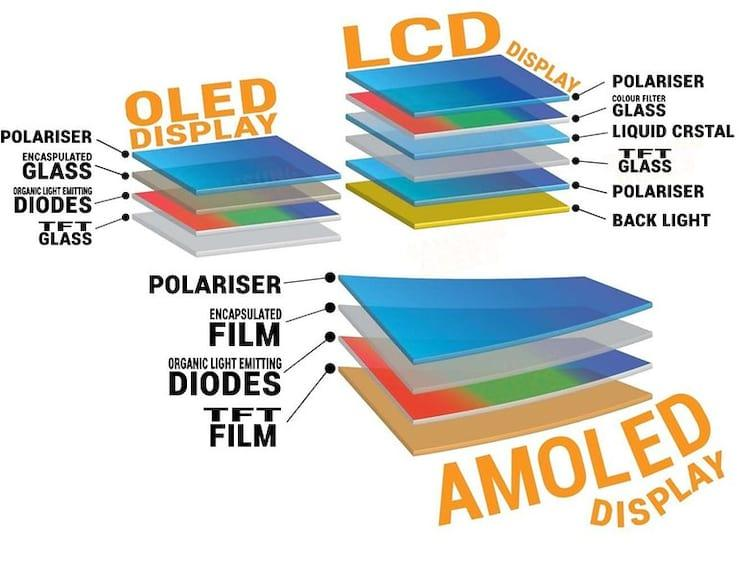 OLED
DISPLAY
POLARISER
ENCASPULATED
GLASS
ORGANIC LIGHT EMITTING
DIODES
TFT
GLASS
LCD
DISPLAY
POLARISER
COLOUR FILTER
GLASS
LIQUID CRSTAL
TFT
GLASS
POLARISER
BACK LIGHT
POLARISER
ENCAPSULATED
FILM
ORGANIC LIGHT EMITTING
DIODES
TFT
FILM
AMOLED
DISPLAY